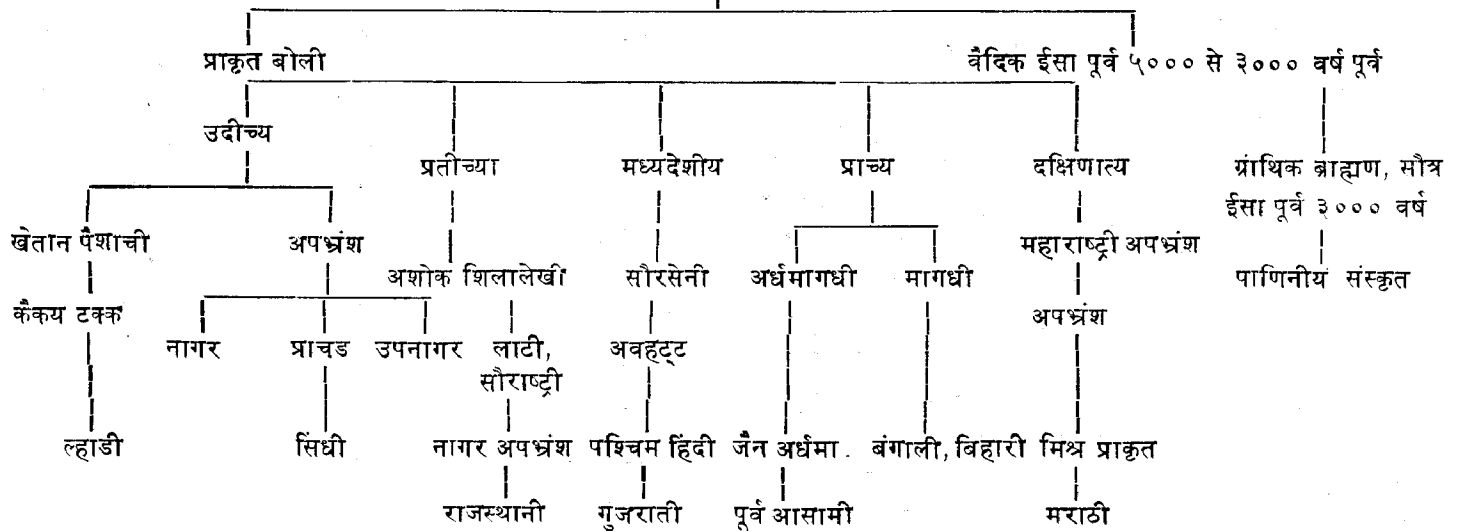 प्राकृत बोली वैदिक ईसा पूर्व ५००० से ३००० वर्ष पूर्व
उदीच्य
प्रतीच्या मध्यदेशीय प्राच्य दक्षिणात्य ग्रांथिक ब्राह्मण, सौत्र
ईसा पूर्व ३००० वर्ष
खेतान पैशाची अपभ्रंश महाराष्ट्री अपभ्रंश
अशोक शिलालेखी सौरसेनी अर्धमागधी मागधी पाणिनीय संस्कृत
कैकय टक्क अपभ्रंश
नागर प्राचड उपनागर लाटी, अवहट्ट
सौराष्ट्री
ल्हाडी सिंधी नागर अपभ्रंश पश्चिम हिंदी जैन अर्धमा. बंगाली, बिहारी मिश्र प्राकृत
राजस्थानी गुजराती पूर्व आसामी मराठी